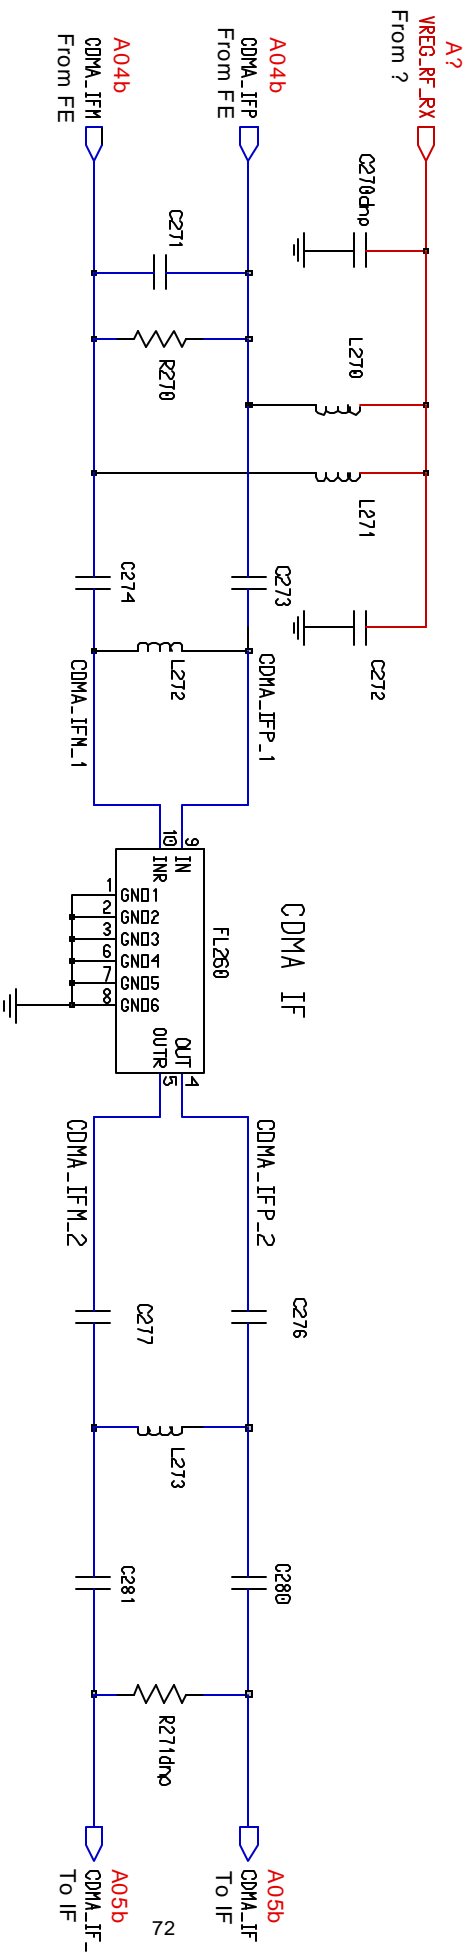 A?
VREG_RF_RX
From ?
A04b
CDMA_IFP
From FE
A04b
CDMA_IFM
From FE
C270dnp
C271
R270
L270
L271
C272
C273
C274
L272
CDMA_IFP_1
CDMA_IFM_1
CDMA IF
FL260
9
IN
10
INR
1
GND1
2
GND2
3
GND3
6
GND4
7
GND5
8
GND6
OUT
4
OUTR
5
CDMA_IFP_2
CDMA_IFM_2
C276
C277
L273
C280
C281
R271dnp
A05b
CDMA_IF
To IF
A05b
CDMA_IF_
To IF
72